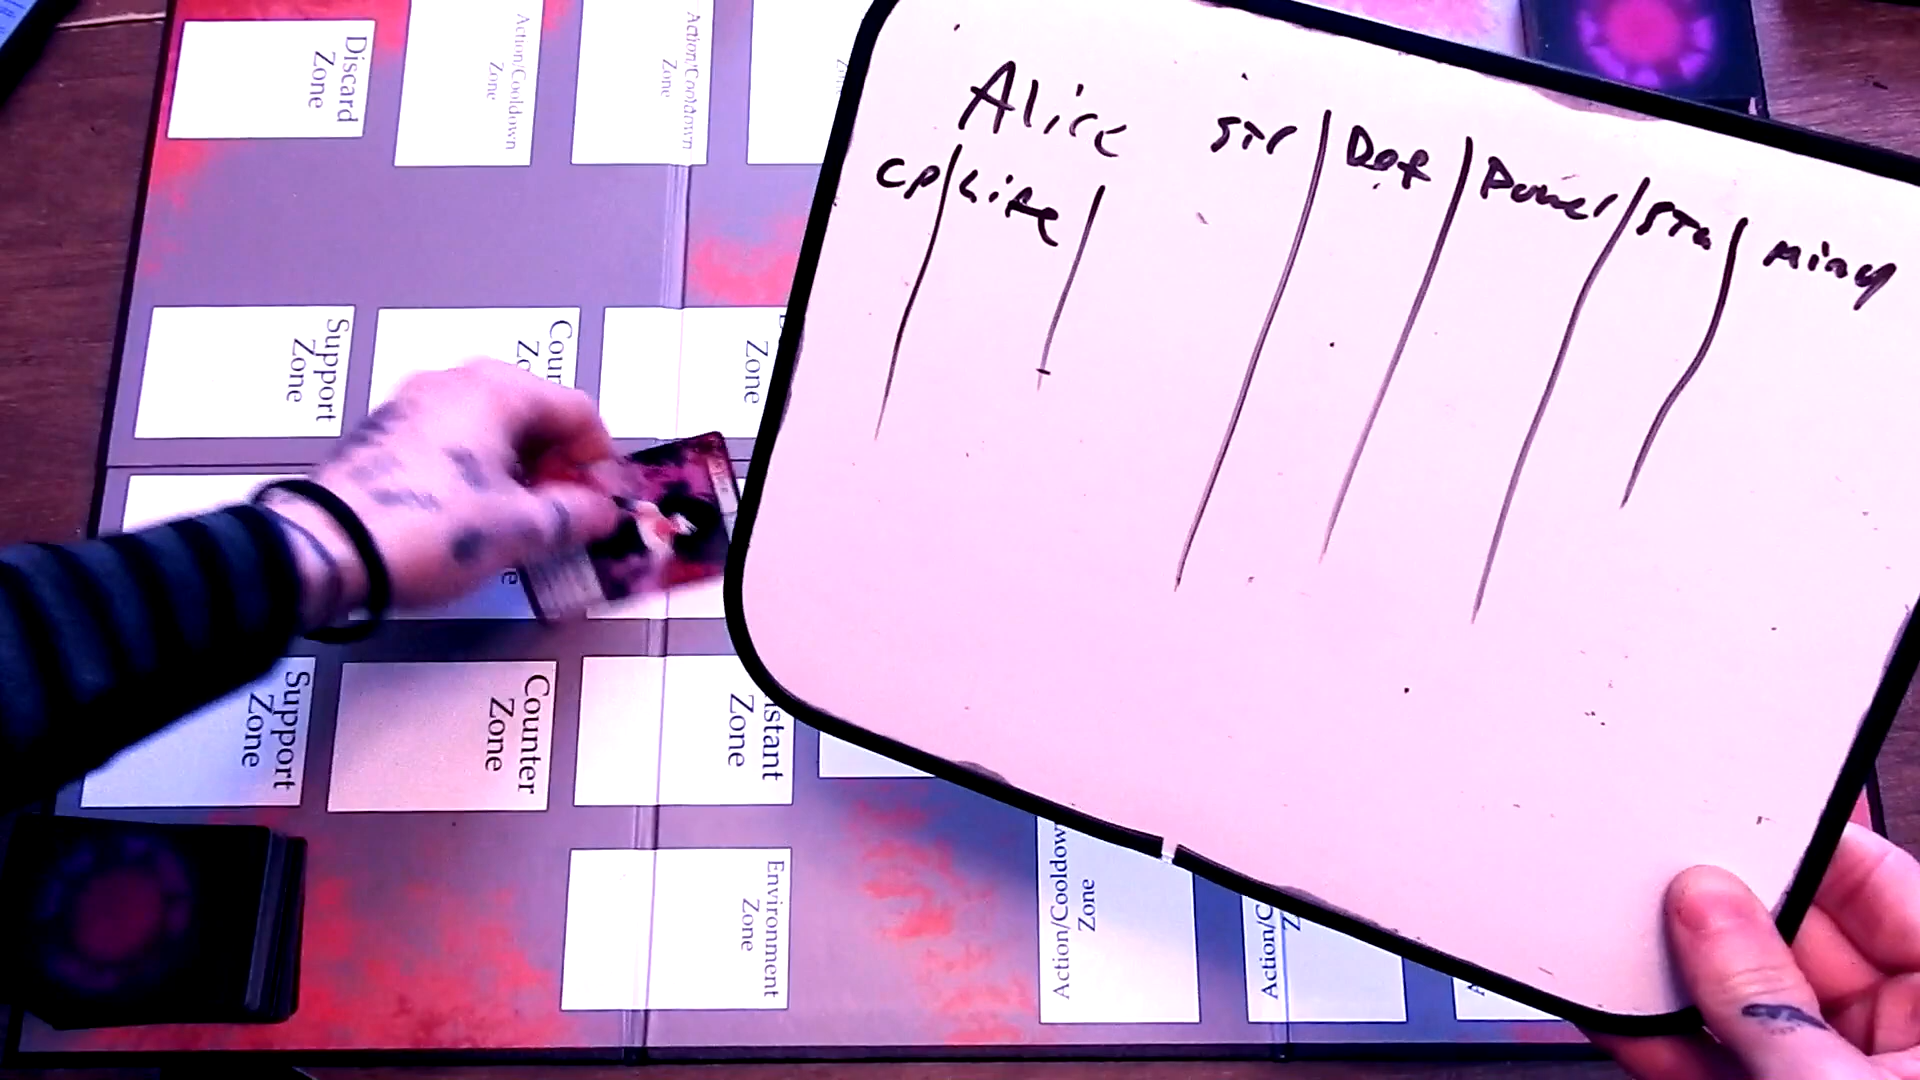 Discard
Zone
Action/Cooldown
Zone
Action/Cooldown
Zone
Alice Str Def Power Sta Mind
CP Life
Support
Zone
Zone
Support
Zone
Counter
Zone
Zone
Environment
Zone
Action/Cooldown
Zone